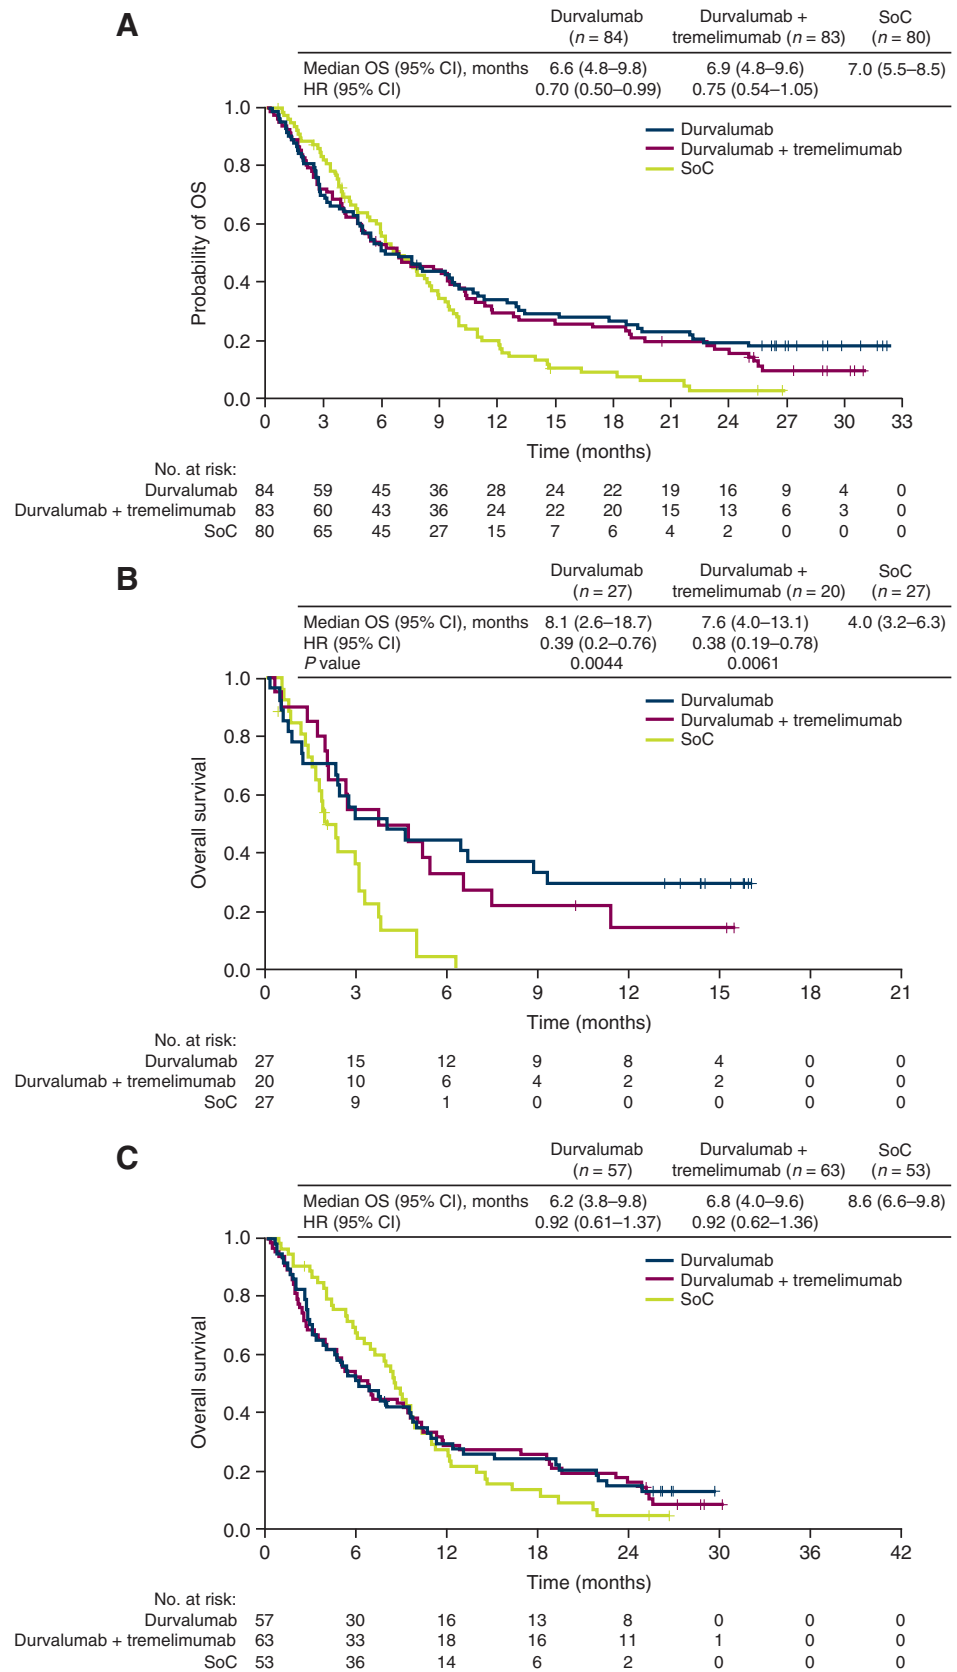 A
Durvalumab Durvalumab + SoC
(n = 84) tremelimumab (n = 83) (n = 80)
Median OS (95% CI), months 6.6 (4.8–9.8) 6.9 (4.8–9.6) 7.0 (5.5–8.5)
HR (95% CI) 0.70 (0.50–0.99) 0.75 (0.54–1.05)
Durvalumab
Durvalumab + tremelimumab
SoC
Probability of OS
1.0
0.8
0.6
0.4
0.2
0.0
0 3 6 9 12 15 18 21 24 27 30 33
Time (months)
No. at risk:
Durvalumab 84 59 45 36 28 24 22 19 16 9 4 0
Durvalumab + tremelimumab 83 60 43 36 24 22 20 15 13 6 3 0
SoC 80 65 45 27 15 7 6 4 2 0 0 0
B
Durvalumab Durvalumab + SoC
(n = 27) tremelimumab (n = 20) (n = 27)
Median OS (95% CI), months 8.1 (2.6–18.7) 7.6 (4.0–13.1) 4.0 (3.2–6.3)
HR (95% CI) 0.39 (0.2–0.76) 0.38 (0.19–0.78)
P value 0.0044 0.0061
Durvalumab
Durvalumab + tremelimumab
SoC
Overall survival
1.0
0.8
0.6
0.4
0.2
0.0
0 3 6 9 12 15 18 21
Time (months)
No. at risk:
Durvalumab 27 15 12 9 8 4 0 0
Durvalumab + tremelimumab 20 10 6 4 2 2 0 0
SoC 27 9 1 0 0 0 0 0
C
Durvalumab Durvalumab + SoC
(n = 57) tremelimumab (n = 63) (n = 53)
Median OS (95% CI), months 6.2 (3.8–9.8) 6.8 (4.0–9.6) 8.6 (6.6–9.8)
HR (95% CI) 0.92 (0.61–1.37) 0.92 (0.62–1.36)
Durvalumab
Durvalumab + tremelimumab
SoC
Overall survival
1.0
0.8
0.6
0.4
0.2
0.0
0 6 12 18 24 30 36 42
Time (months)
No. at risk:
Durvalumab 57 30 16 13 8 0 0 0
Durvalumab + tremelimumab 63 33 18 16 11 1 0 0
SoC 53 36 14 6 2 0 0 0